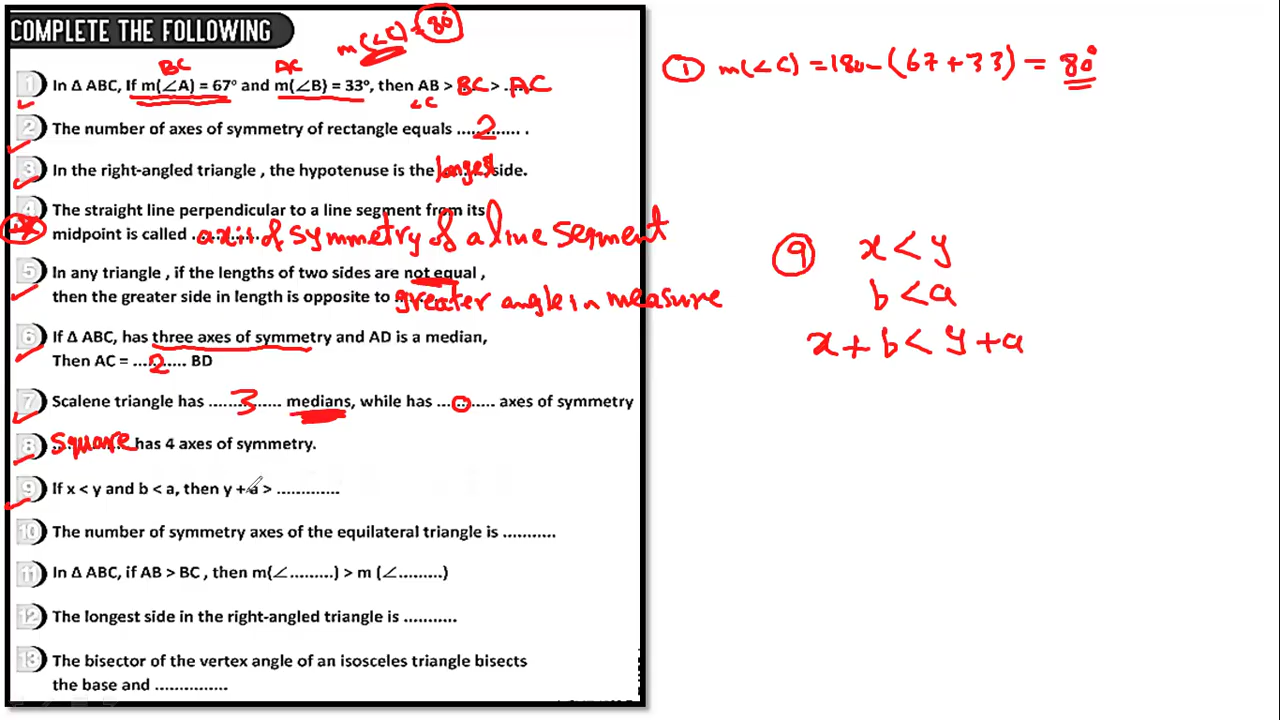 COMPLETE THE FOLLOWING
m(∠C) = 80°
① m(∠C) = 180 - (67 + 33) = 80°
BC AC
1 In Δ ABC, If m(∠A) = 67° and m(∠B) = 33°, then AB > BC > AC
∠C
2 The number of axes of symmetry of rectangle equals ....2........ .
3 In the right-angled triangle , the hypotenuse is the longest side.
4 The straight line perpendicular to a line segment from its
midpoint is called ............. axis of symmetry of a line segment
5 In any triangle , if the lengths of two sides are not equal ,
then the greater side in length is opposite to greater angle in measure
6 If Δ ABC, has three axes of symmetry and AD is a median,
Then AC = ....2...... BD
7 Scalene triangle has .......3....... medians, while has ...0....... axes of symmetry
8 square has 4 axes of symmetry.
9 If x < y and b < a, then y + a > .............
10 The number of symmetry axes of the equilateral triangle is ...........
11 In Δ ABC, if AB > BC , then m(∠.........) > m (∠.........)
12 The longest side in the right-angled triangle is ...........
13 The bisector of the vertex angle of an isosceles triangle bisects
the base and ...............
⑨ x < y
b < a
x + b < y + a